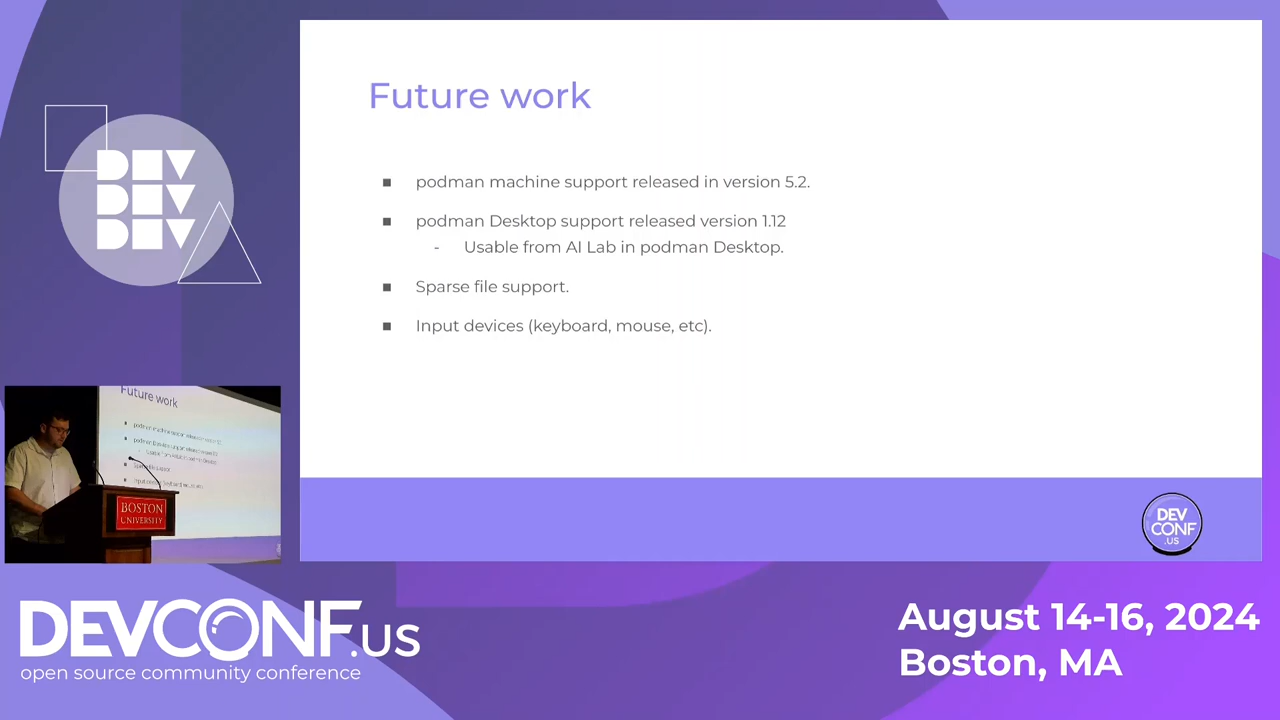 DEV
DEV
DEV
Future work
podman machine support released in version 5.2.
podman Desktop support released version 1.12
- Usable from AI Lab in podman Desktop.
Sparse file support.
Input devices (keyboard, mouse, etc).
Future work
BOSTON
UNIVERSITY
DEV
CONF
.US
DEVCONF.US
open source community conference
August 14-16, 2024
Boston, MA